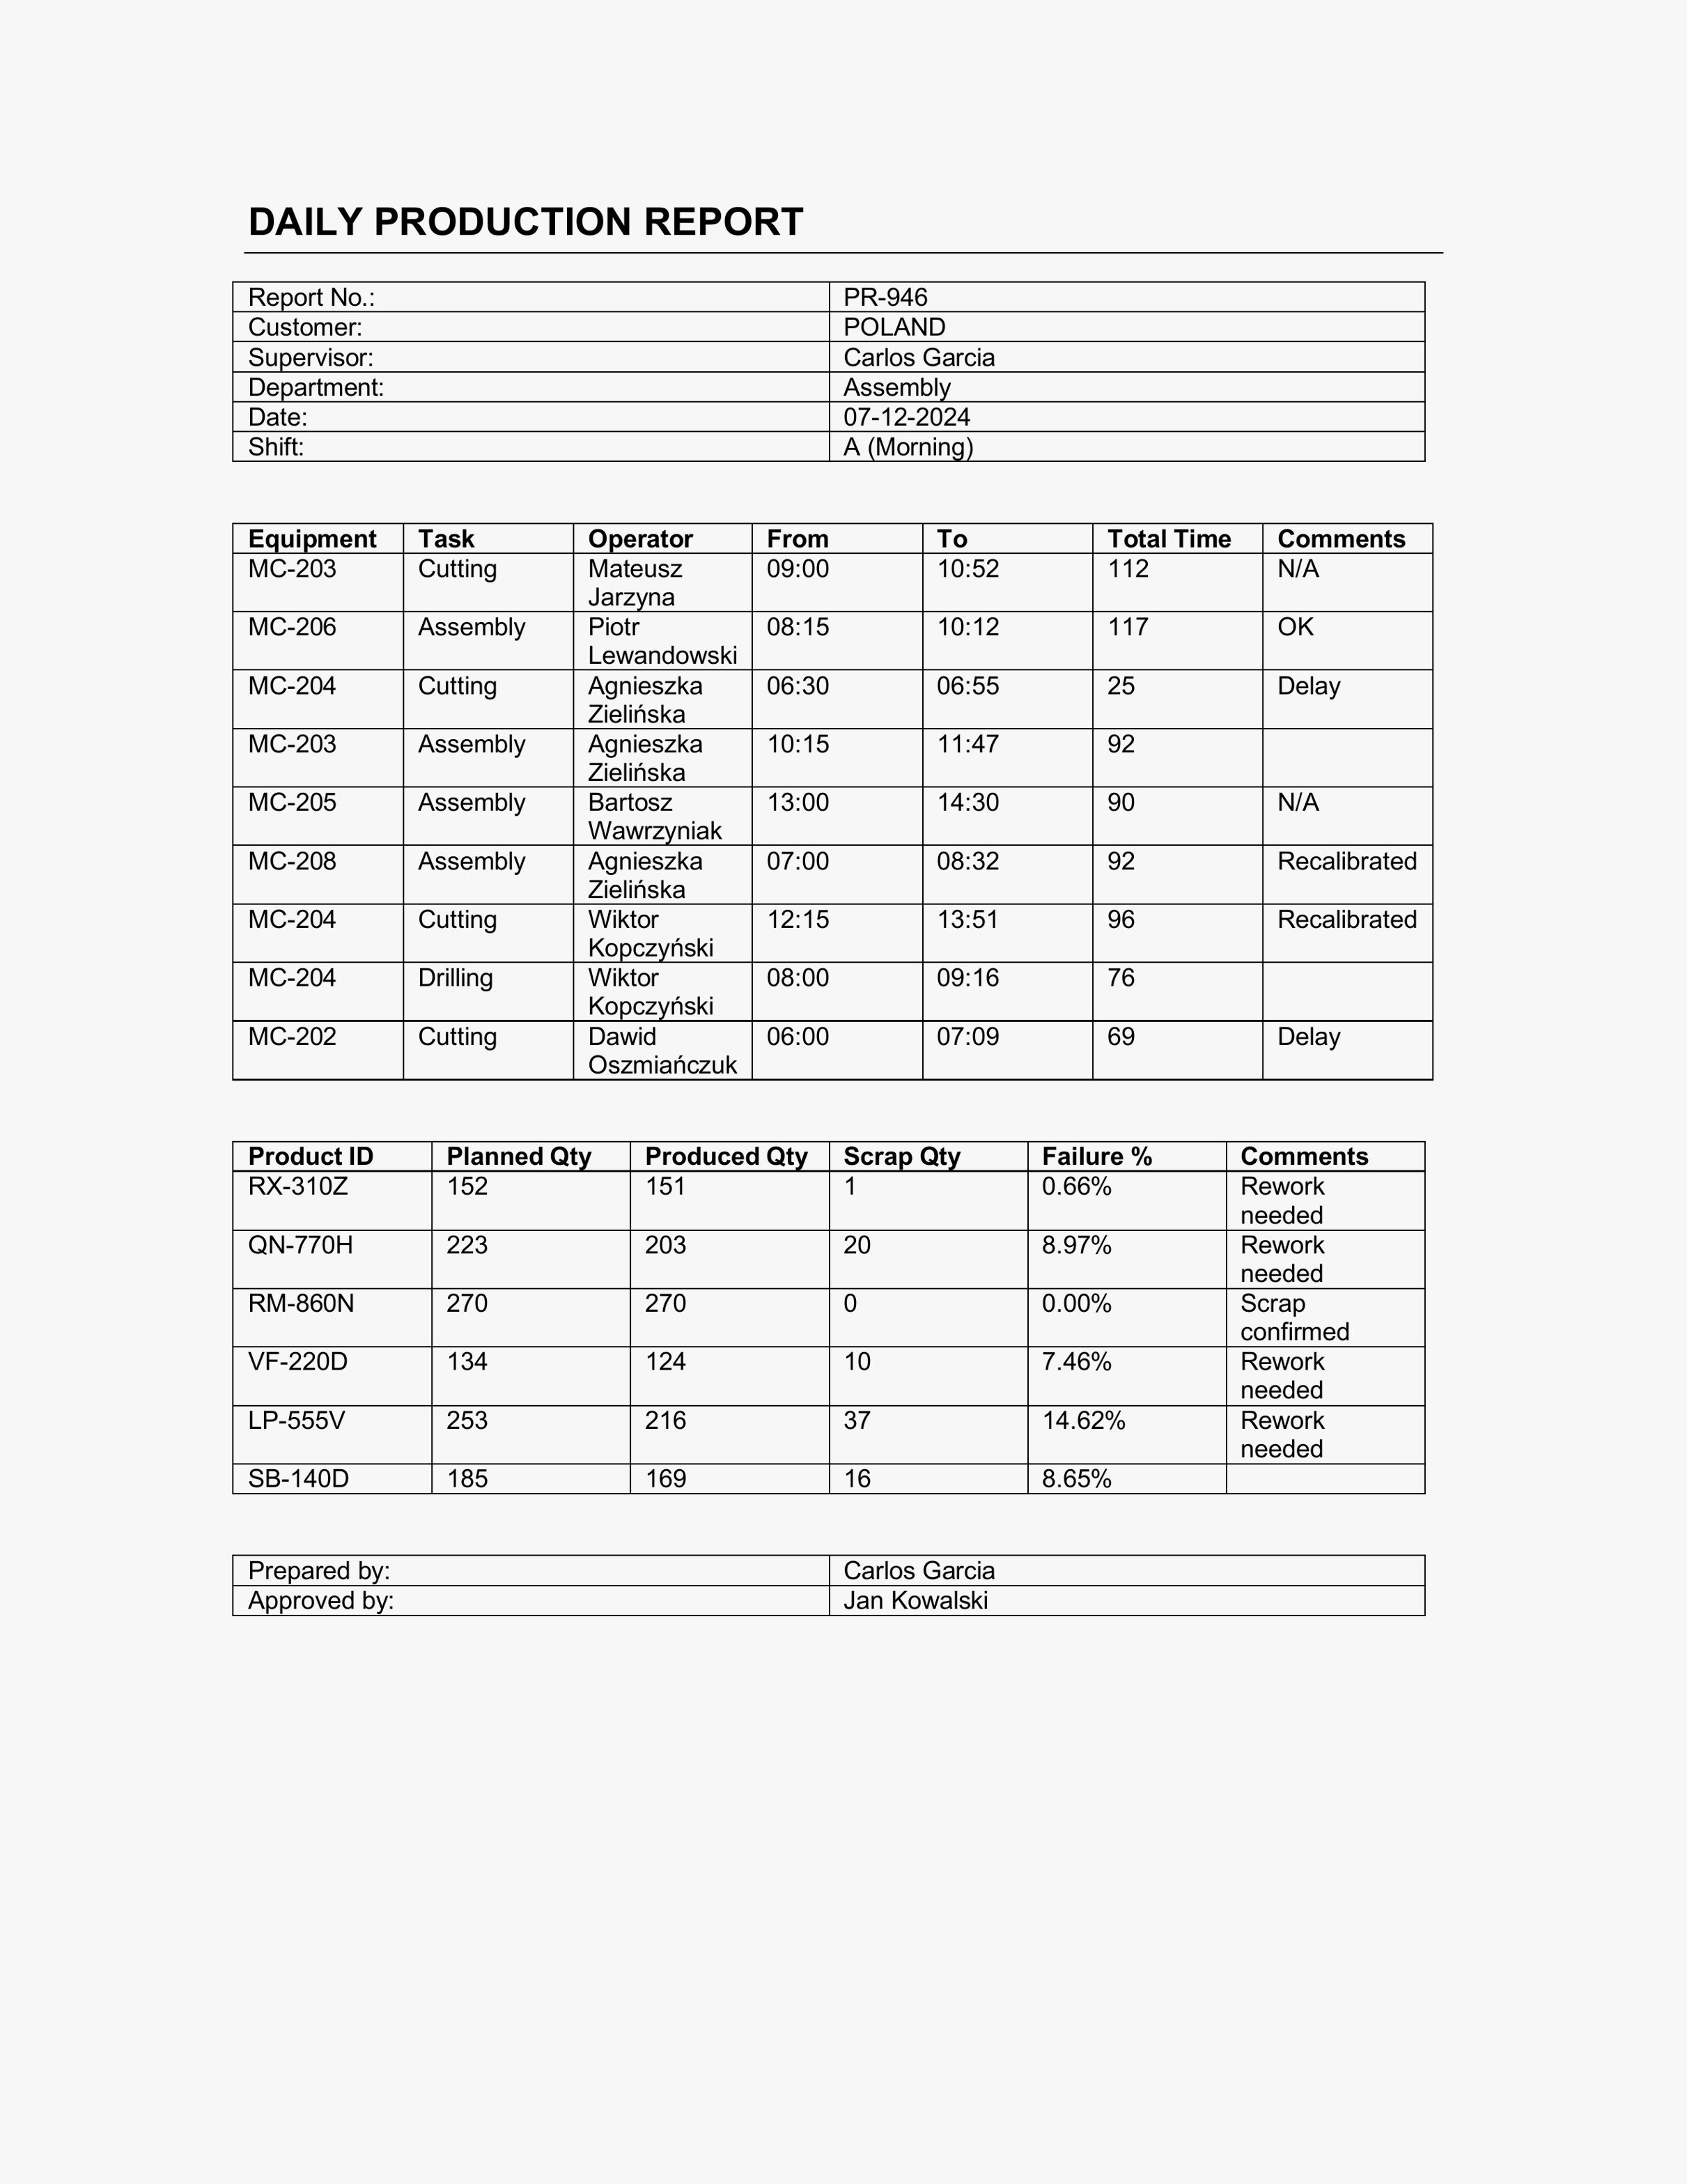 DAILY PRODUCTION REPORT
Report No.: PR-946
Customer: POLAND
Supervisor: Carlos Garcia
Department: Assembly
Date: 07-12-2024
Shift: A (Morning)
Equipment Task Operator From To Total Time Comments
MC-203 Cutting Mateusz 09:00 10:52 112 N/A
Jarzyna
MC-206 Assembly Piotr 08:15 10:12 117 OK
Lewandowski
MC-204 Cutting Agnieszka 06:30 06:55 25 Delay
Zielińska
MC-203 Assembly Agnieszka 10:15 11:47 92
Zielińska
MC-205 Assembly Bartosz 13:00 14:30 90 N/A
Wawrzyniak
MC-208 Assembly Agnieszka 07:00 08:32 92 Recalibrated
Zielińska
MC-204 Cutting Wiktor 12:15 13:51 96 Recalibrated
Kopczyński
MC-204 Drilling Wiktor 08:00 09:16 76
Kopczyński
MC-202 Cutting Dawid 06:00 07:09 69 Delay
Oszmiańczuk
Product ID Planned Qty Produced Qty Scrap Qty Failure % Comments
RX-310Z 152 151 1 0.66% Rework
needed
QN-770H 223 203 20 8.97% Rework
needed
RM-860N 270 270 0 0.00% Scrap
confirmed
VF-220D 134 124 10 7.46% Rework
needed
LP-555V 253 216 37 14.62% Rework
needed
SB-140D 185 169 16 8.65%
Prepared by: Carlos Garcia
Approved by: Jan Kowalski